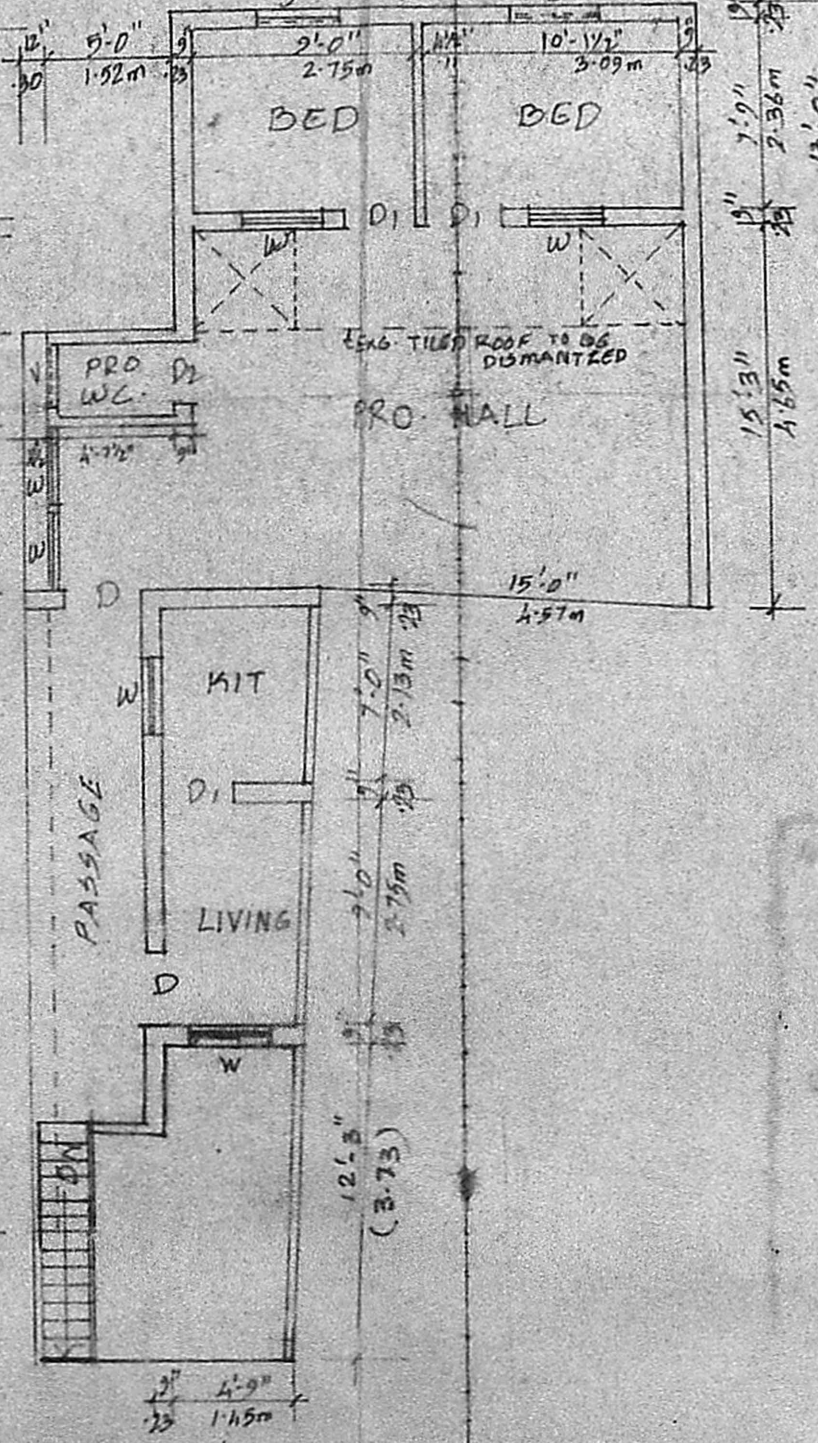 12" 5'-0" 9" 9'-0" 4½" 10'-1½" 9"
.30 1.52m .23 2.75m .11 3.09m .23
9"
.23
7'-9"
2.36m
9"
.23
15'-3"
4.65m
BED BED
D1 D1
W W
EXG. TILED ROOF TO BE
DISMANTZED
PRO
WC.
D2
V
PRO. HALL
4'-7½" 9"
W
W
D
15'-0"
4.57m
9"
.23
7'-0"
2.13m
9"
.23
9'-0"
2.75m
9"
.23
12'-3"
(3.73)
KIT
W
D1
PASSAGE
LIVING
D
W
DN
9" 4'-9"
.23 1.45m